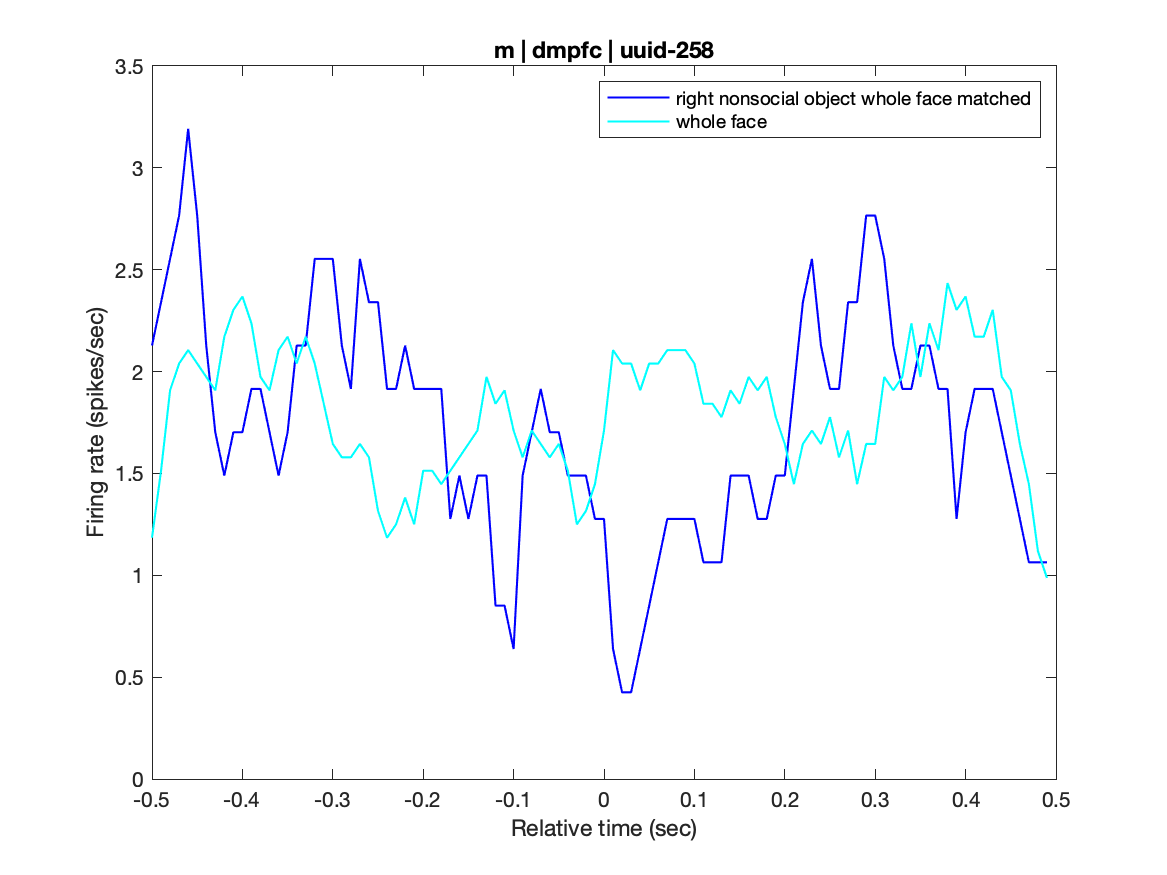 m | dmpfc | uuid-258
right nonsocial object whole face matched
whole face
Firing rate (spikes/sec)
3.5
3
2.5
2
1.5
1
0.5
0
-0.5 -0.4 -0.3 -0.2 -0.1 0 0.1 0.2 0.3 0.4 0.5
Relative time (sec)